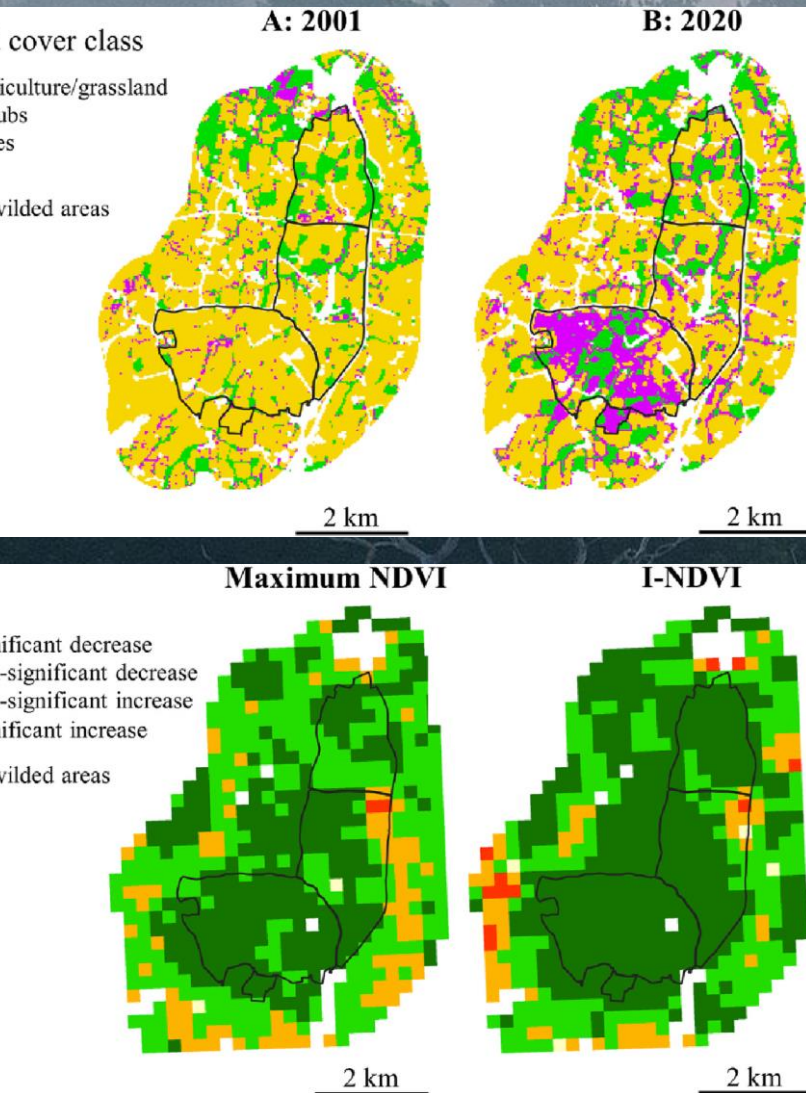 A: 2001
B: 2020
cover class
iculture/grassland
ubs
es
vilded areas
2 km
2 km
Maximum NDVI
I-NDVI
nificant decrease
-significant decrease
-significant increase
nificant increase
vilded areas
2 km
2 km